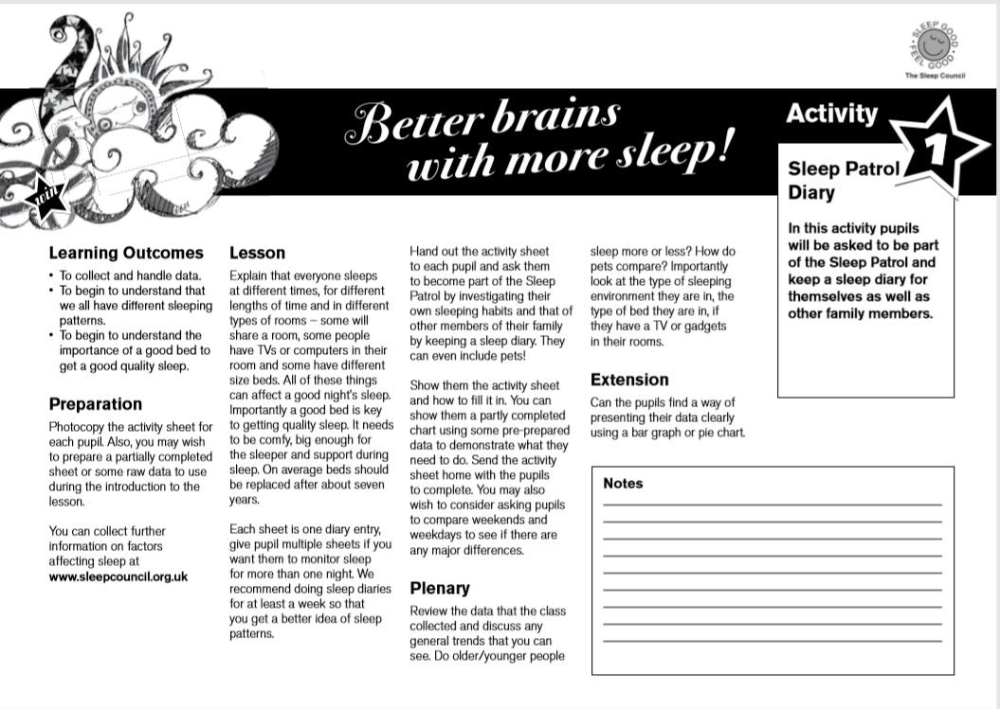 SLEEP GOOD
FEEL GOOD
The Sleep Council
Better brains
with more sleep!
Activity
1
win
Sleep Patrol
Diary
In this activity pupils
will be asked to be part
of the Sleep Patrol and
keep a sleep diary for
themselves as well as
other family members.
Learning Outcomes
• To collect and handle data.
• To begin to understand that
we all have different sleeping
patterns.
• To begin to understand the
importance of a good bed to
get a good quality sleep.
Preparation
Photocopy the activity sheet for
each pupil. Also, you may wish
to prepare a partially completed
sheet or some raw data to use
during the introduction to the
lesson.
You can collect further
information on factors
affecting sleep at
www.sleepcouncil.org.uk
Lesson
Explain that everyone sleeps
at different times, for different
lengths of time and in different
types of rooms – some will
share a room, some people
have TVs or computers in their
room and some have different
size beds. All of these things
can affect a good night's sleep.
Importantly a good bed is key
to getting quality sleep. It needs
to be comfy, big enough for
the sleeper and support during
sleep. On average beds should
be replaced after about seven
years.
Each sheet is one diary entry,
give pupil multiple sheets if you
want them to monitor sleep
for more than one night. We
recommend doing sleep diaries
for at least a week so that
you get a better idea of sleep
patterns.
Hand out the activity sheet
to each pupil and ask them
to become part of the Sleep
Patrol by investigating their
own sleeping habits and that of
other members of their family
by keeping a sleep diary. They
can even include pets!
Show them the activity sheet
and how to fill it in. You can
show them a partly completed
chart using some pre-prepared
data to demonstrate what they
need to do. Send the activity
sheet home with the pupils
to complete. You may also
wish to consider asking pupils
to compare weekends and
weekdays to see if there are
any major differences.
Plenary
Review the data that the class
collected and discuss any
general trends that you can
see. Do older/younger people
sleep more or less? How do
pets compare? Importantly
look at the type of sleeping
environment they are in, the
type of bed they are in, if
they have a TV or gadgets
in their rooms.
Extension
Can the pupils find a way of
presenting their data clearly
using a bar graph or pie chart.
Notes